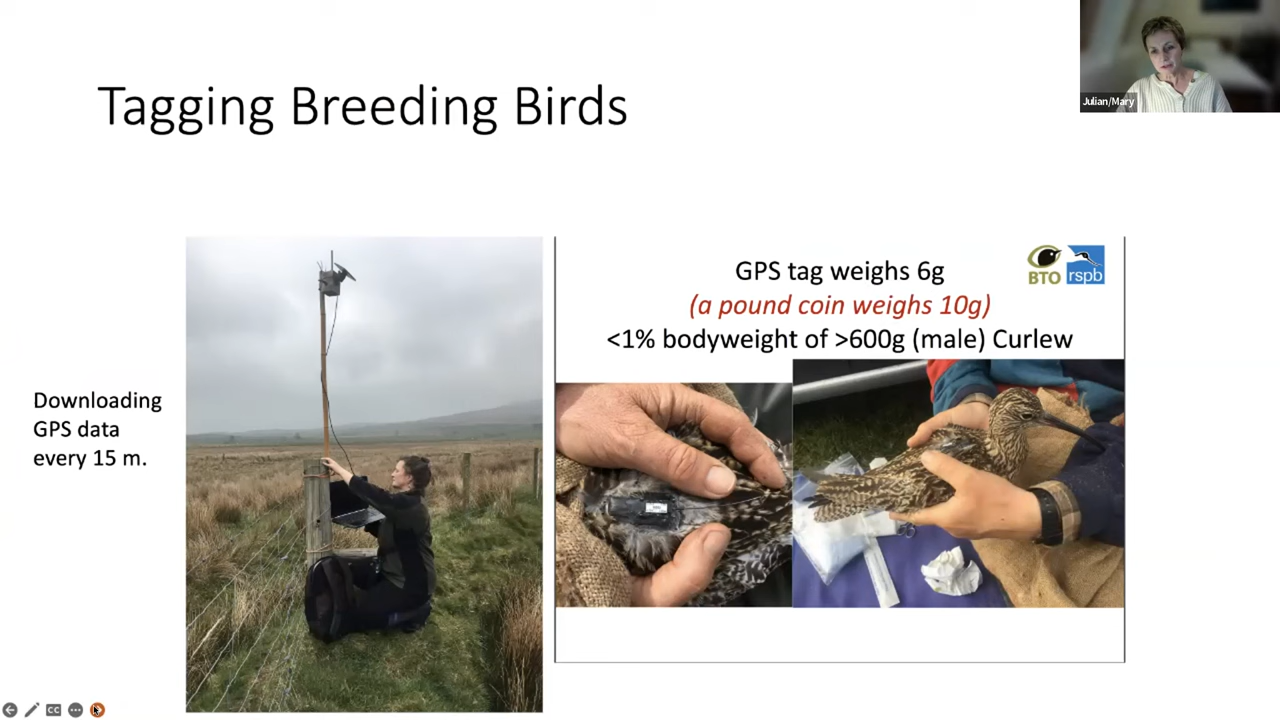 Tagging Breeding Birds
Julian/Mary
Downloading
GPS data
every 15 m.
GPS tag weighs 6g
(a pound coin weighs 10g)
<1% bodyweight of >600g (male) Curlew
BTO
rspb
CC